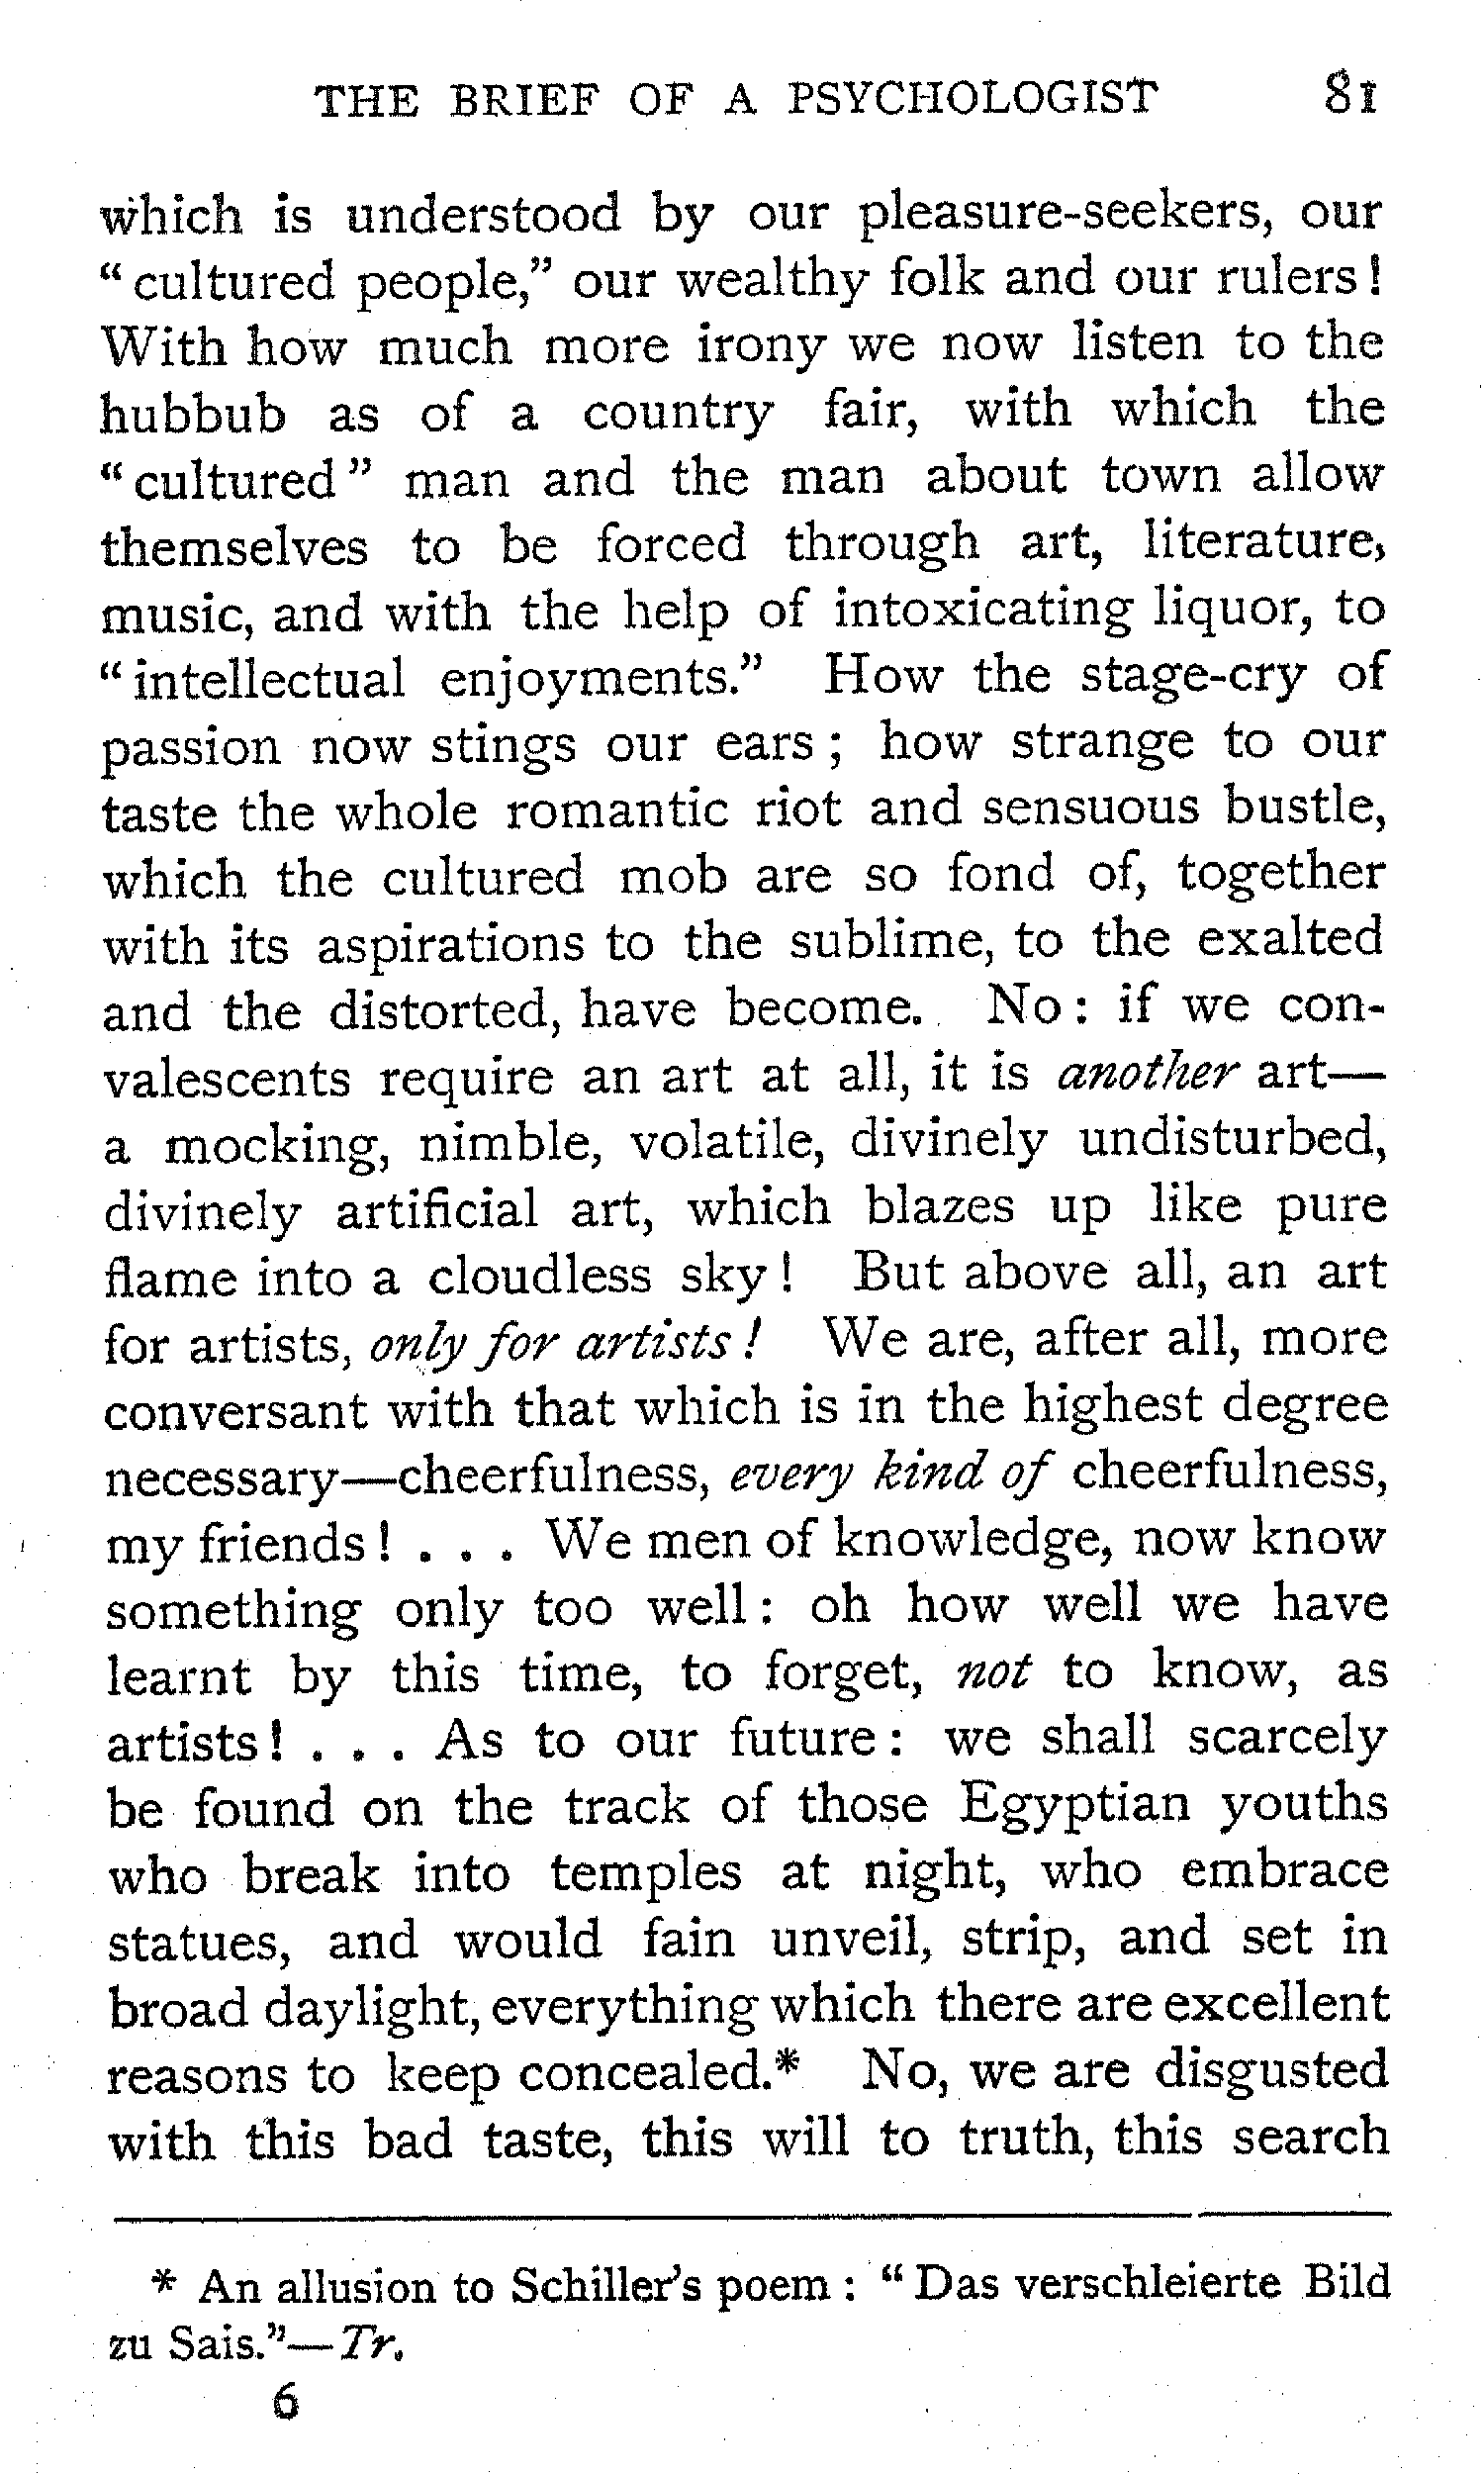 THE BRIEF OF A PSYCHOLOGIST 81
which is understood by our pleasure-seekers, our
“cultured people,” our wealthy folk and our rulers!
With how much more irony we now listen to the
hubbub as of a country fair, with which the
“cultured” man and the man about town allow
themselves to be forced through art, literature,
music, and with the help of intoxicating liquor, to
“intellectual enjoyments.” How the stage-cry of
passion now stings our ears; how strange to our
taste the whole romantic riot and sensuous bustle,
which the cultured mob are so fond of, together
with its aspirations to the sublime, to the exalted
and the distorted, have become. No: if we con-
valescents require an art at all, it is another art—
a mocking, nimble, volatile, divinely undisturbed,
divinely artificial art, which blazes up like pure
flame into a cloudless sky! But above all, an art
for artists, only for artists! We are, after all, more
conversant with that which is in the highest degree
necessary—cheerfulness, every kind of cheerfulness,
my friends! . . . We men of knowledge, now know
something only too well: oh how well we have
learnt by this time, to forget, not to know, as
artists! . . . As to our future: we shall scarcely
be found on the track of those Egyptian youths
who break into temples at night, who embrace
statues, and would fain unveil, strip, and set in
broad daylight, everything which there are excellent
reasons to keep concealed.* No, we are disgusted
with this bad taste, this will to truth, this search
* An allusion to Schiller's poem: “Das verschleierte Bild
zu Sais.”—Tr.
6